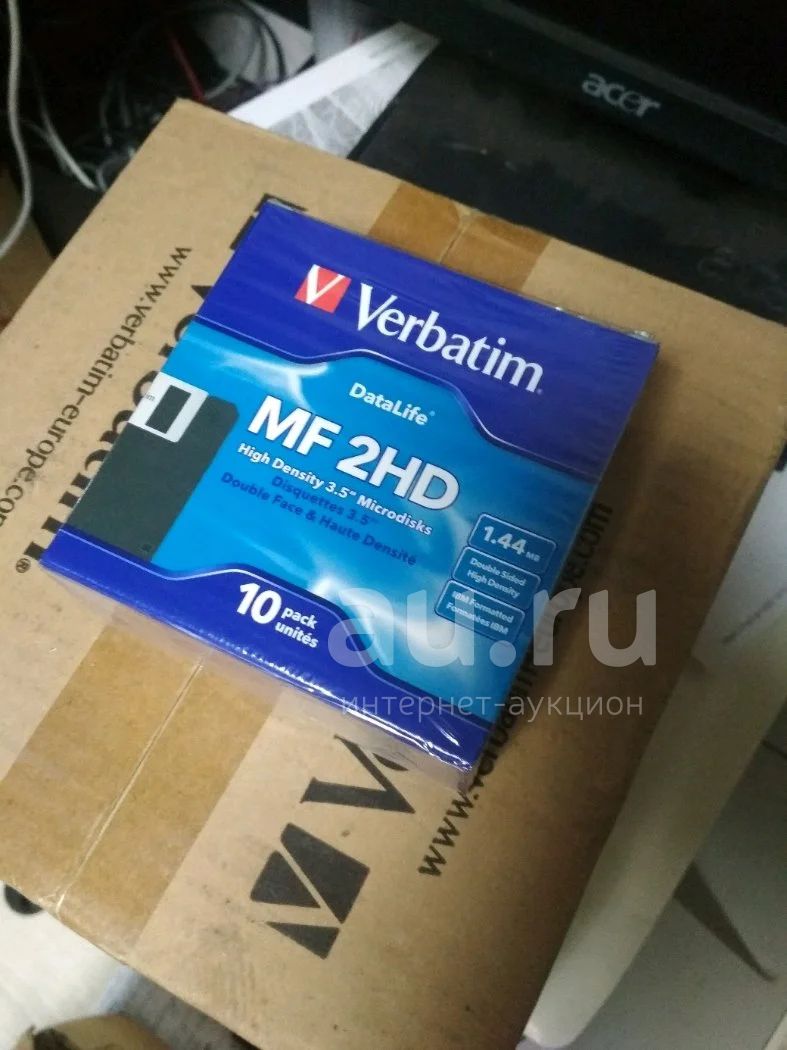 acer
Verbatim
DataLife®
MF 2HD
High Density 3.5" Microdisks
Disquettes 3.5"
Double Face & Haute Densité
1.44 MB
Double Sided
High Density
IBM Formatted
Formatées IBM
10 pack
unités
www.verbatim-europe.co
au.ru
интернет-аукцион